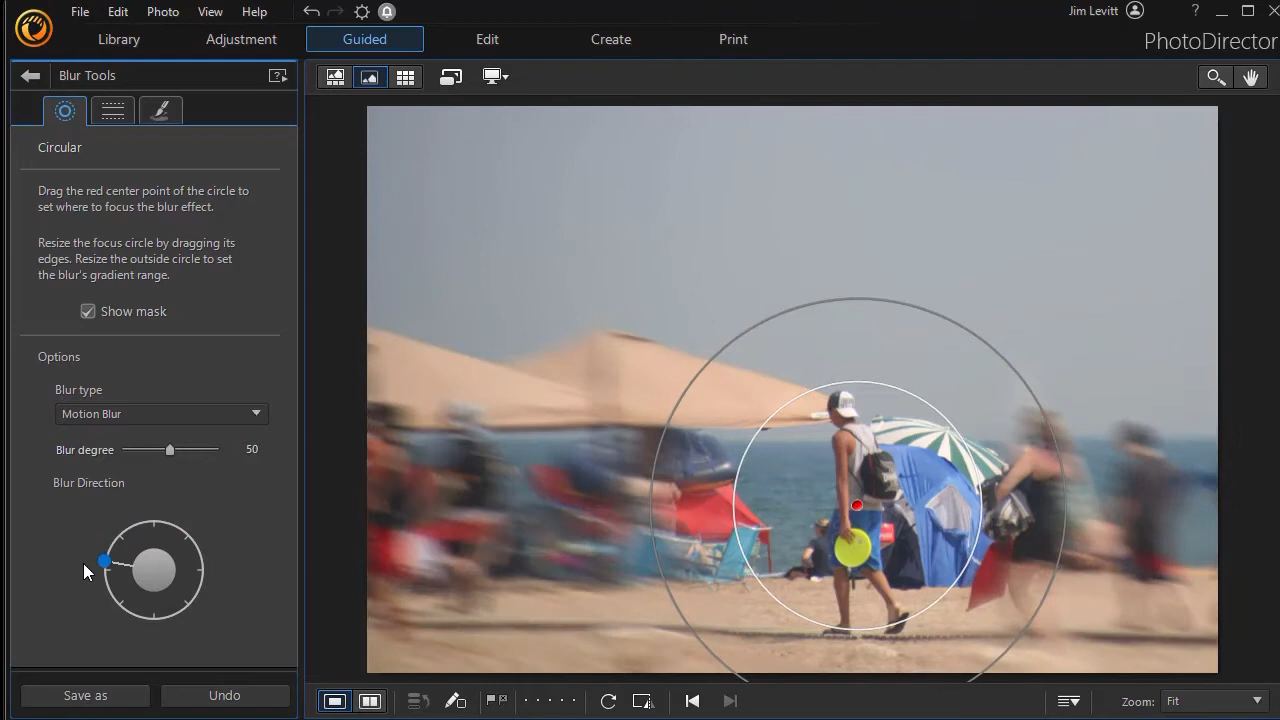 File Edit Photo View Help
Jim Levitt
?
Library Adjustment Guided Edit Create Print
PhotoDirector
Blur Tools
Circular
Drag the red center point of the circle to
set where to focus the blur effect.
Resize the focus circle by dragging its
edges. Resize the outside circle to set
the blur's gradient range.
Show mask
Options
Blur type
Motion Blur
Blur degree 50
Blur Direction
Save as Undo
Zoom: Fit